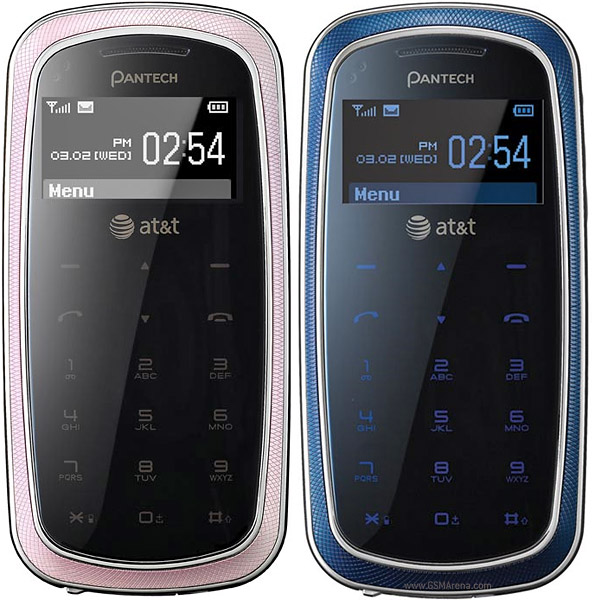 PANTECH
PM
03.02 [WED] 02:54
Menu
at&t
1 2 ABC 3 DEF
4 GHI 5 JKL 6 MNO
7 PQRS 8 TUV 9 WXYZ
* 0 #
PANTECH
PM
03.02 [WED] 02:54
Menu
at&t
1 2 ABC 3 DEF
4 GHI 5 JKL 6 MNO
7 PQRS 8 TUV 9 WXYZ
* 0 #
www.GSMArena.com